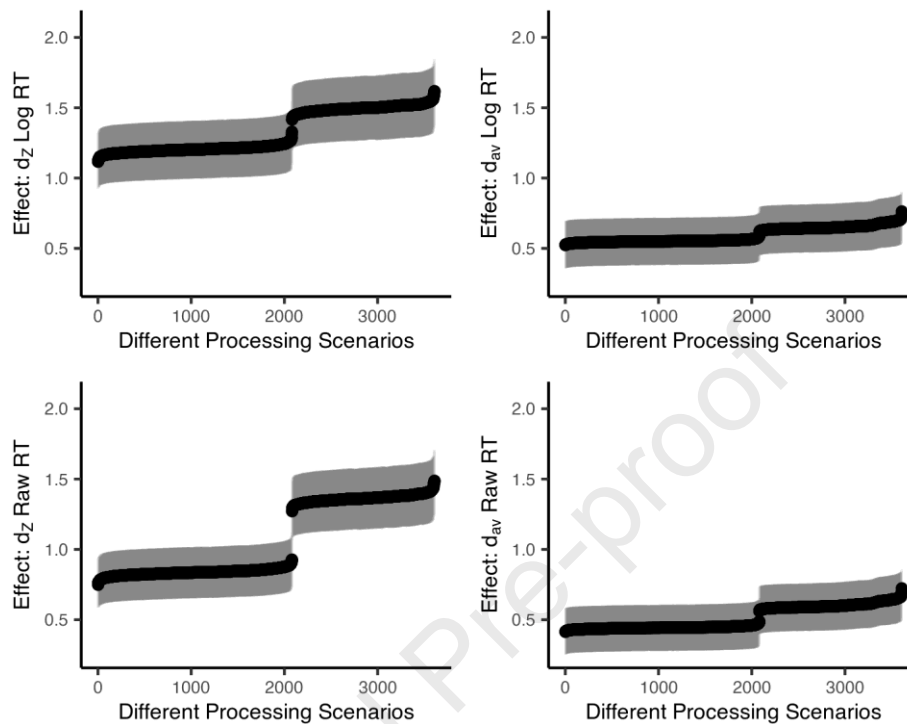 2.0
1.5
1.0
0.5
Effect: dz Log RT
0 1000 2000 3000
Different Processing Scenarios
2.0
1.5
1.0
0.5
Effect: dav Log RT
0 1000 2000 3000
Different Processing Scenarios
2.0
1.5
1.0
0.5
Effect: dz Raw RT
0 1000 2000 3000
Different Processing Scenarios
2.0
1.5
1.0
0.5
Effect: dav Raw RT
0 1000 2000 3000
Different Processing Scenarios
Pre-proof